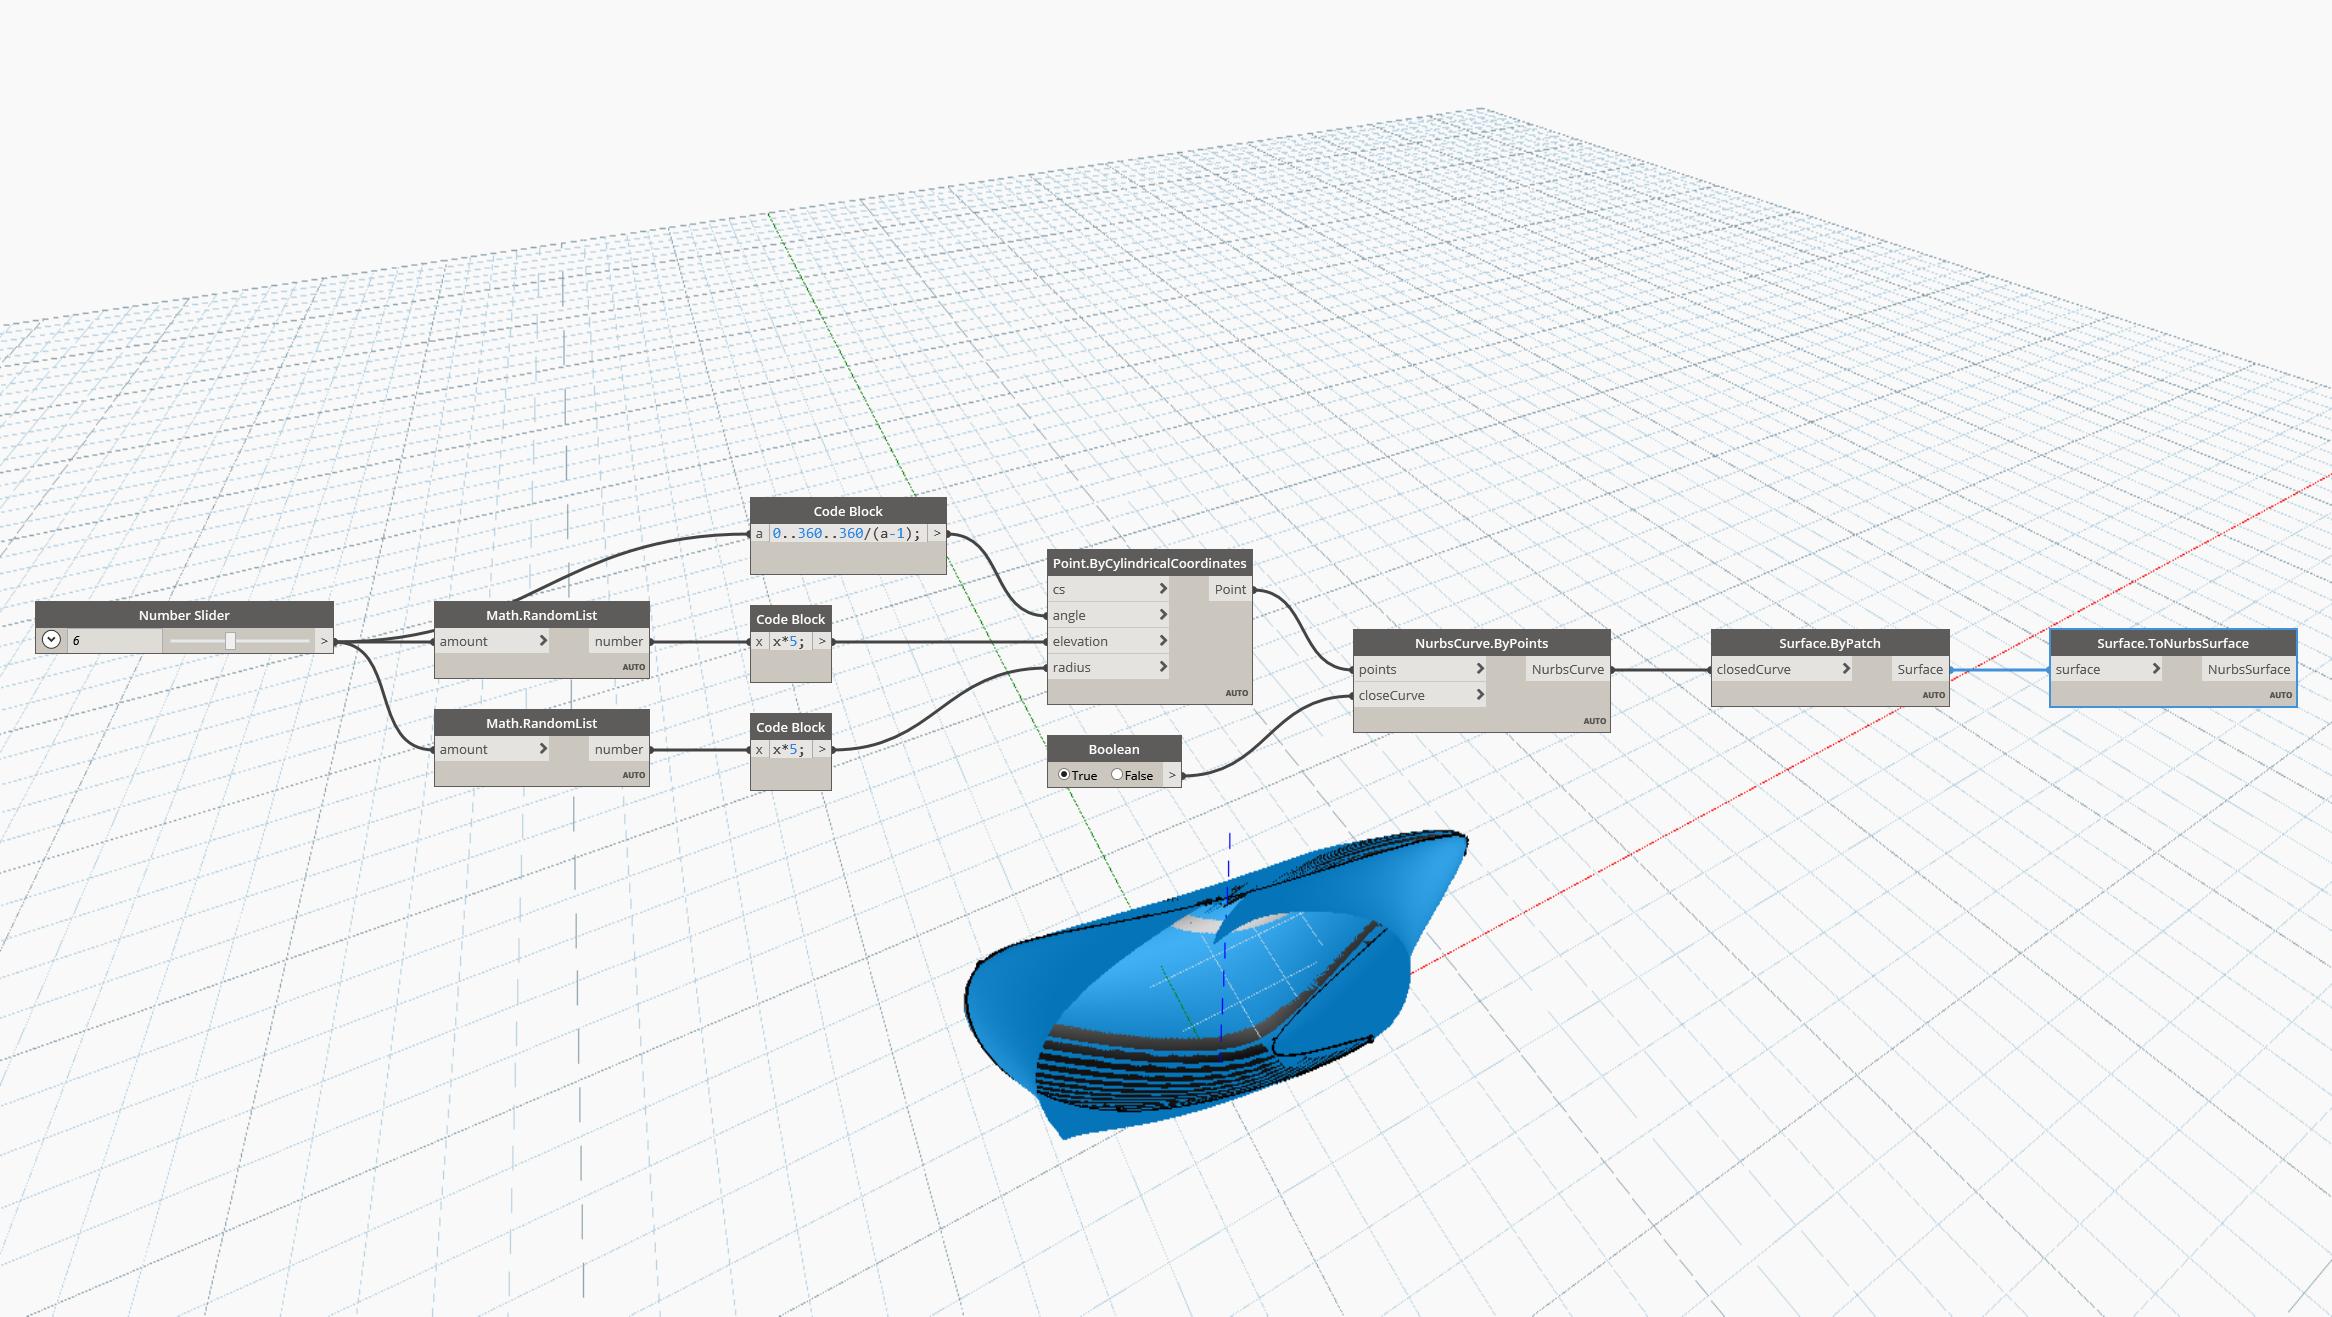 Code Block
a 0..360..360/(a-1); >
Point.ByCylindricalCoordinates
cs > Point
angle >
elevation >
radius >
AUTO
Number Slider
6 >
Math.RandomList
amount > number
AUTO
Code Block
x x*5; >
Math.RandomList
amount > number
AUTO
Code Block
x x*5; >
Boolean
True False >
NurbsCurve.ByPoints
points > NurbsCurve
closeCurve >
AUTO
Surface.ByPatch
closedCurve > Surface
AUTO
Surface.ToNurbsSurface
surface > NurbsSurface
AUTO